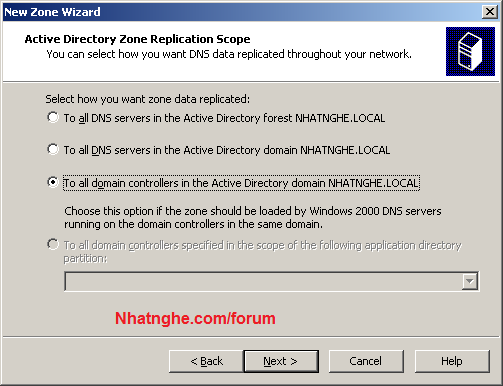 New Zone Wizard
Active Directory Zone Replication Scope
You can select how you want DNS data replicated throughout your network.
Select how you want zone data replicated:
To all DNS servers in the Active Directory forest NHATNGHE.LOCAL
To all DNS servers in the Active Directory domain NHATNGHE.LOCAL
To all domain controllers in the Active Directory domain NHATNGHE.LOCAL
Choose this option if the zone should be loaded by Windows 2000 DNS servers
running on the domain controllers in the same domain.
To all domain controllers specified in the scope of the following application directory
partition:
Nhatnghe.com/forum
< Back
Next >
Cancel
Help